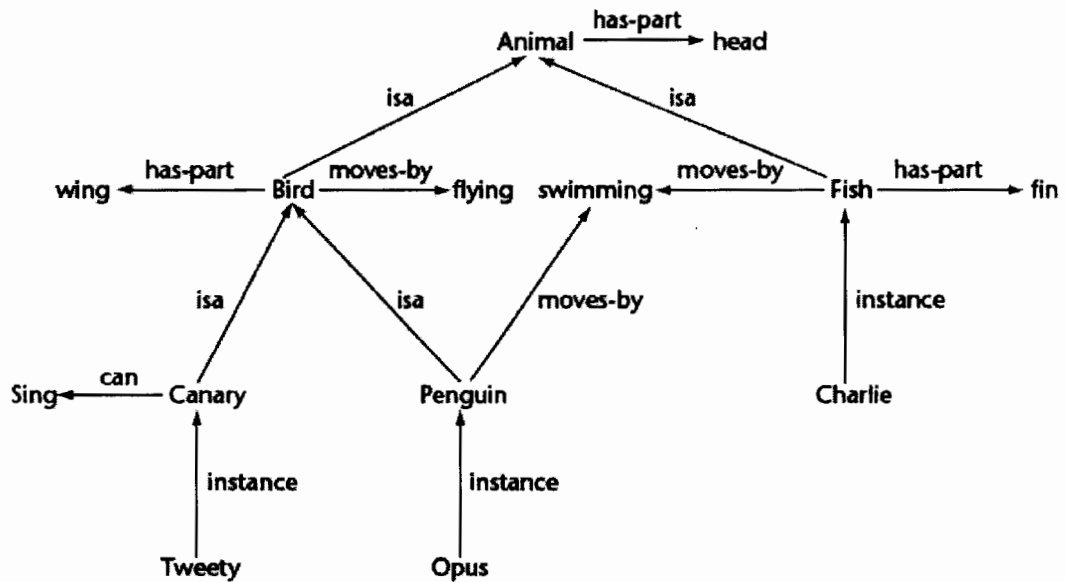 has-part
Animal head
isa isa
has-part moves-by moves-by has-part
wing Bird flying swimming Fish fin
isa isa moves-by instance
can
Sing Canary Penguin Charlie
instance instance
Tweety Opus